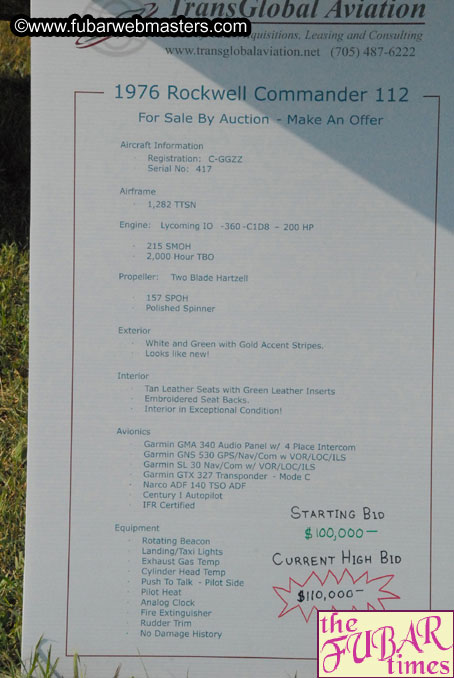 www.fubarwebmasters.com
TransGlobal Aviation
Acquisitions, Leasing and Consulting
www.transglobalaviation.net (705) 487-6222
1976 Rockwell Commander 112
For Sale By Auction - Make An Offer
Aircraft Information
· Registration: C-GGZZ
Serial No: 417
Airframe
· 1,282 TTSN
Engine: Lycoming IO -360 -C1D8 - 200 HP
· 215 SMOH
· 2,000 Hour TBO
Propeller: Two Blade Hartzell
· 157 SPOH
· Polished Spinner
Exterior
· White and Green with Gold Accent Stripes.
· Looks like new!
Interior
· Tan Leather Seats with Green Leather Inserts
· Embroidered Seat Backs.
· Interior in Exceptional Condition!
Avionics
· Garmin GMA 340 Audio Panel w/ 4 Place Intercom
· Garmin GNS 530 GPS/Nav/Com w VOR/LOC/ILS
· Garmin SL 30 Nav/Com w/ VOR/LOC/ILS
· Garmin GTX 327 Transponder - Mode C
· Narco ADF 140 TSO ADF
· Century I Autopilot
· IFR Certified
Equipment
· Rotating Beacon
· Landing/Taxi Lights
· Exhaust Gas Temp
· Cylinder Head Temp
· Push To Talk - Pilot Side
· Pilot Heat
· Analog Clock
· Fire Extinguisher
· Rudder Trim
· No Damage History
STARTING BID
$100,000-
CURRENT HIGH BID
$110,000-
the
FUBAR
times